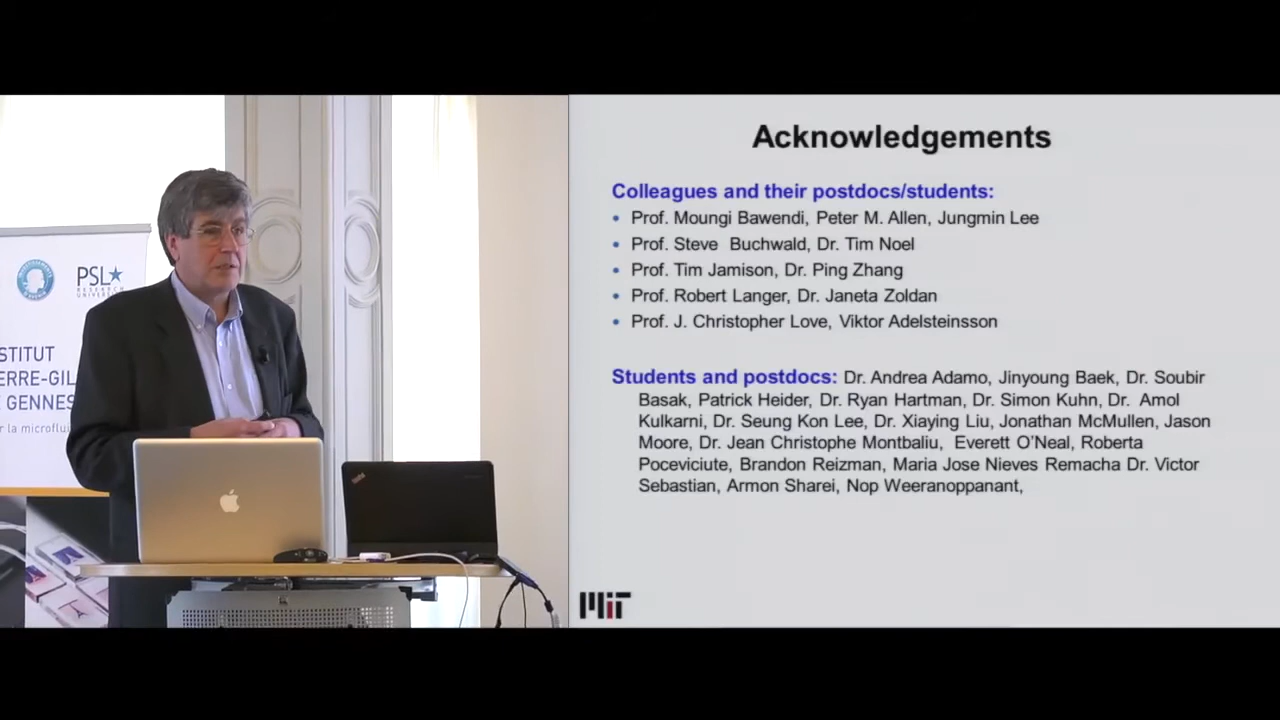 PSL
RESEARCH
STITUT
ERRE-GIL
GENNES
r la microflui
Acknowledgements
Colleagues and their postdocs/students:
• Prof. Moungi Bawendi, Peter M. Allen, Jungmin Lee
• Prof. Steve Buchwald, Dr. Tim Noel
• Prof. Tim Jamison, Dr. Ping Zhang
• Prof. Robert Langer, Dr. Janeta Zoldan
• Prof. J. Christopher Love, Viktor Adelsteinsson
Students and postdocs: Dr. Andrea Adamo, Jinyoung Baek, Dr. Soubir
Basak, Patrick Heider, Dr. Ryan Hartman, Dr. Simon Kuhn, Dr. Amol
Kulkarni, Dr. Seung Kon Lee, Dr. Xiaying Liu, Jonathan McMullen, Jason
Moore, Dr. Jean Christophe Montbaliu, Everett O'Neal, Roberta
Poceviciute, Brandon Reizman, Maria Jose Nieves Remacha Dr. Victor
Sebastian, Armon Sharei, Nop Weeranoppanant,
MIT